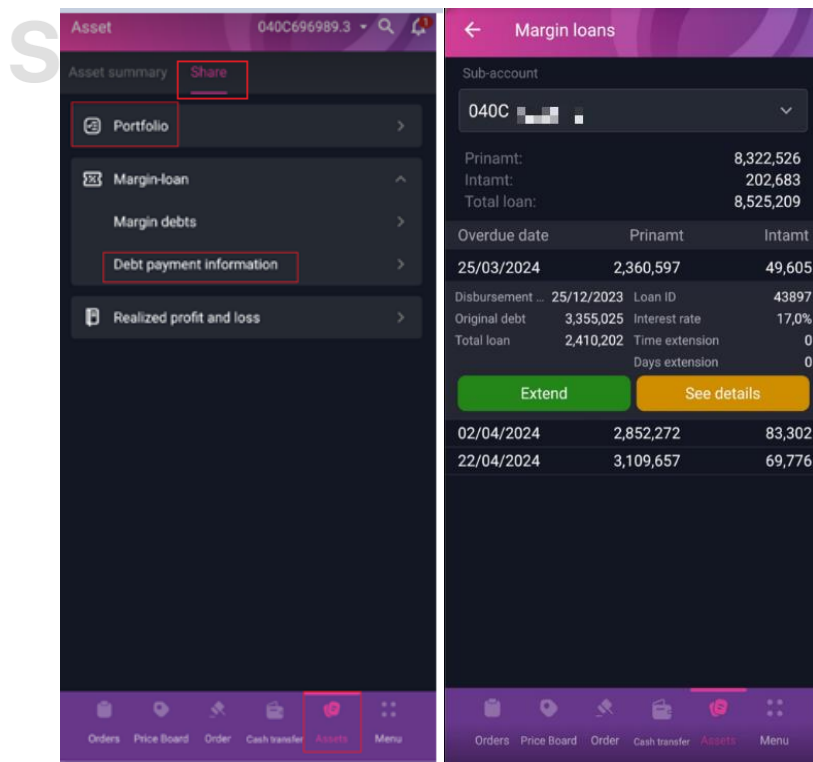 S
Asset 040C696989.3
1
Asset summary Share
Portfolio
Margin-loan
Margin debts
Debt payment information
Realized profit and loss
Orders Price Board Order Cash transfer Assets Menu
Margin loans
Sub-account
040C
Prinamt: 8,322,526
Intamt: 202,683
Total loan: 8,525,209
Overdue date Prinamt Intamt
25/03/2024 2,360,597 49,605
Disbursement ... 25/12/2023 Loan ID 43897
Original debt 3,355,025 Interest rate 17,0%
Total loan 2,410,202 Time extension 0
Days extension 0
Extend See details
02/04/2024 2,852,272 83,302
22/04/2024 3,109,657 69,776
Orders Price Board Order Cash transfer Assets Menu